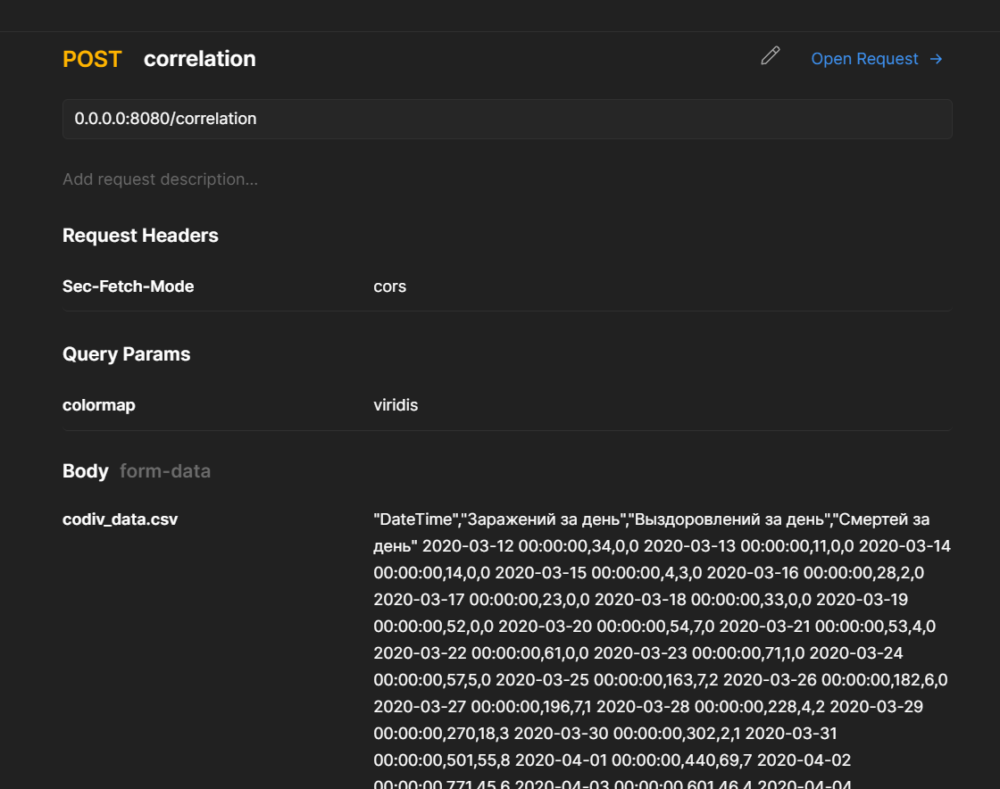 POST correlation Open Request →
0.0.0.0:8080/correlation
Add request description...
Request Headers
Sec-Fetch-Mode cors
Query Params
colormap viridis
Body form-data
codiv_data.csv "DateTime","Заражений за день","Выздоровлений за день","Смертей за
день" 2020-03-12 00:00:00,34,0,0 2020-03-13 00:00:00,11,0,0 2020-03-14
00:00:00,14,0,0 2020-03-15 00:00:00,4,3,0 2020-03-16 00:00:00,28,2,0
2020-03-17 00:00:00,23,0,0 2020-03-18 00:00:00,33,0,0 2020-03-19
00:00:00,52,0,0 2020-03-20 00:00:00,54,7,0 2020-03-21 00:00:00,53,4,0
2020-03-22 00:00:00,61,0,0 2020-03-23 00:00:00,71,1,0 2020-03-24
00:00:00,57,5,0 2020-03-25 00:00:00,163,7,2 2020-03-26 00:00:00,182,6,0
2020-03-27 00:00:00,196,7,1 2020-03-28 00:00:00,228,4,2 2020-03-29
00:00:00,270,18,3 2020-03-30 00:00:00,302,2,1 2020-03-31
00:00:00,501,55,8 2020-04-01 00:00:00,440,69,7 2020-04-02
00:00:00,771,45,6 2020-04-03 00:00:00,601,46,4 2020-04-04